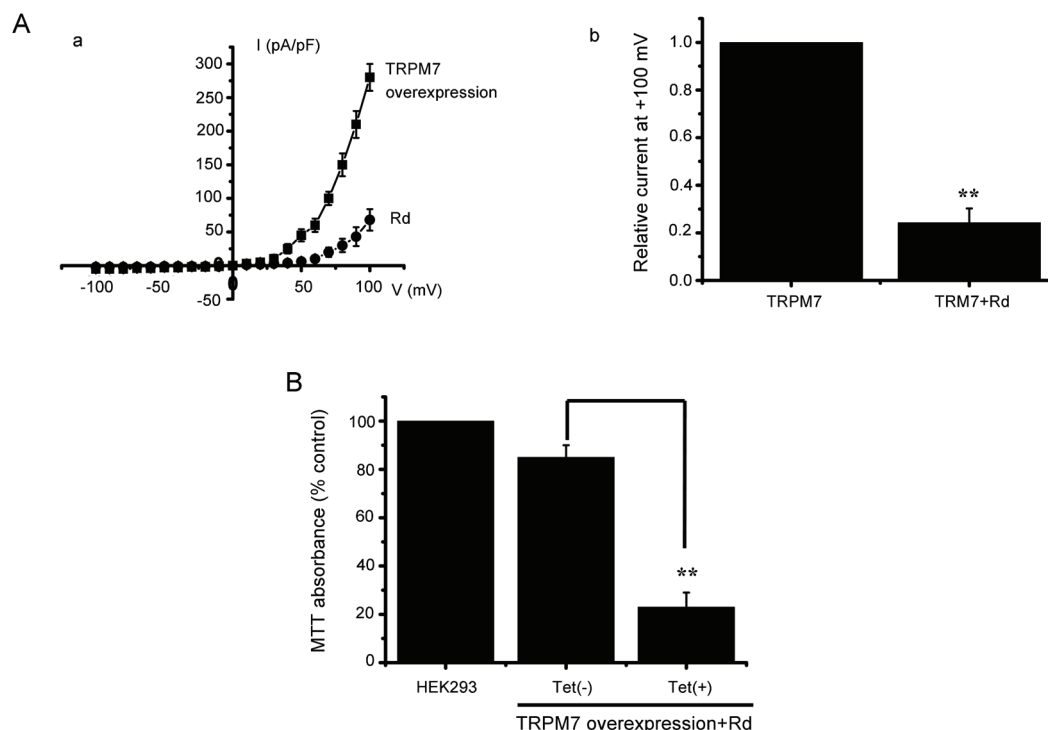 A
a
I (pA/pF)
300
250
200
150
100
50
0
-50
-100
-50
0
50
100
V (mV)
TRPM7
overexpression
Rd
b
Relative current at +100 mV
1.0
0.8
0.6
0.4
0.2
0.0
**
TRPM7
TRM7+Rd
B
MTT absorbance (% control)
100
80
60
40
20
0
**
HEK293
Tet(-)
Tet(+)
TRPM7 overexpression+Rd